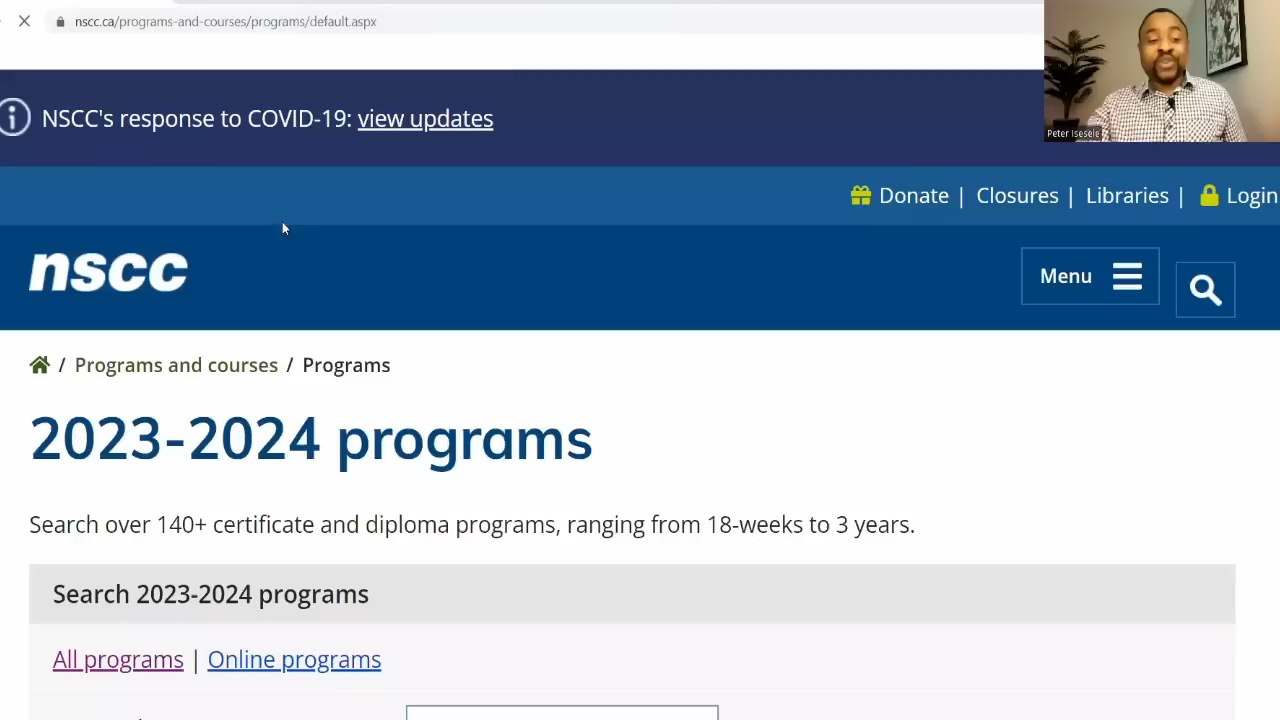 nscc.ca/programs-and-courses/programs/default.aspx
NSCC's response to COVID-19: view updates
Peter Isesele
Donate | Closures | Libraries | Login
nscc
Menu
/ Programs and courses / Programs
2023-2024 programs
Search over 140+ certificate and diploma programs, ranging from 18-weeks to 3 years.
Search 2023-2024 programs
All programs | Online programs